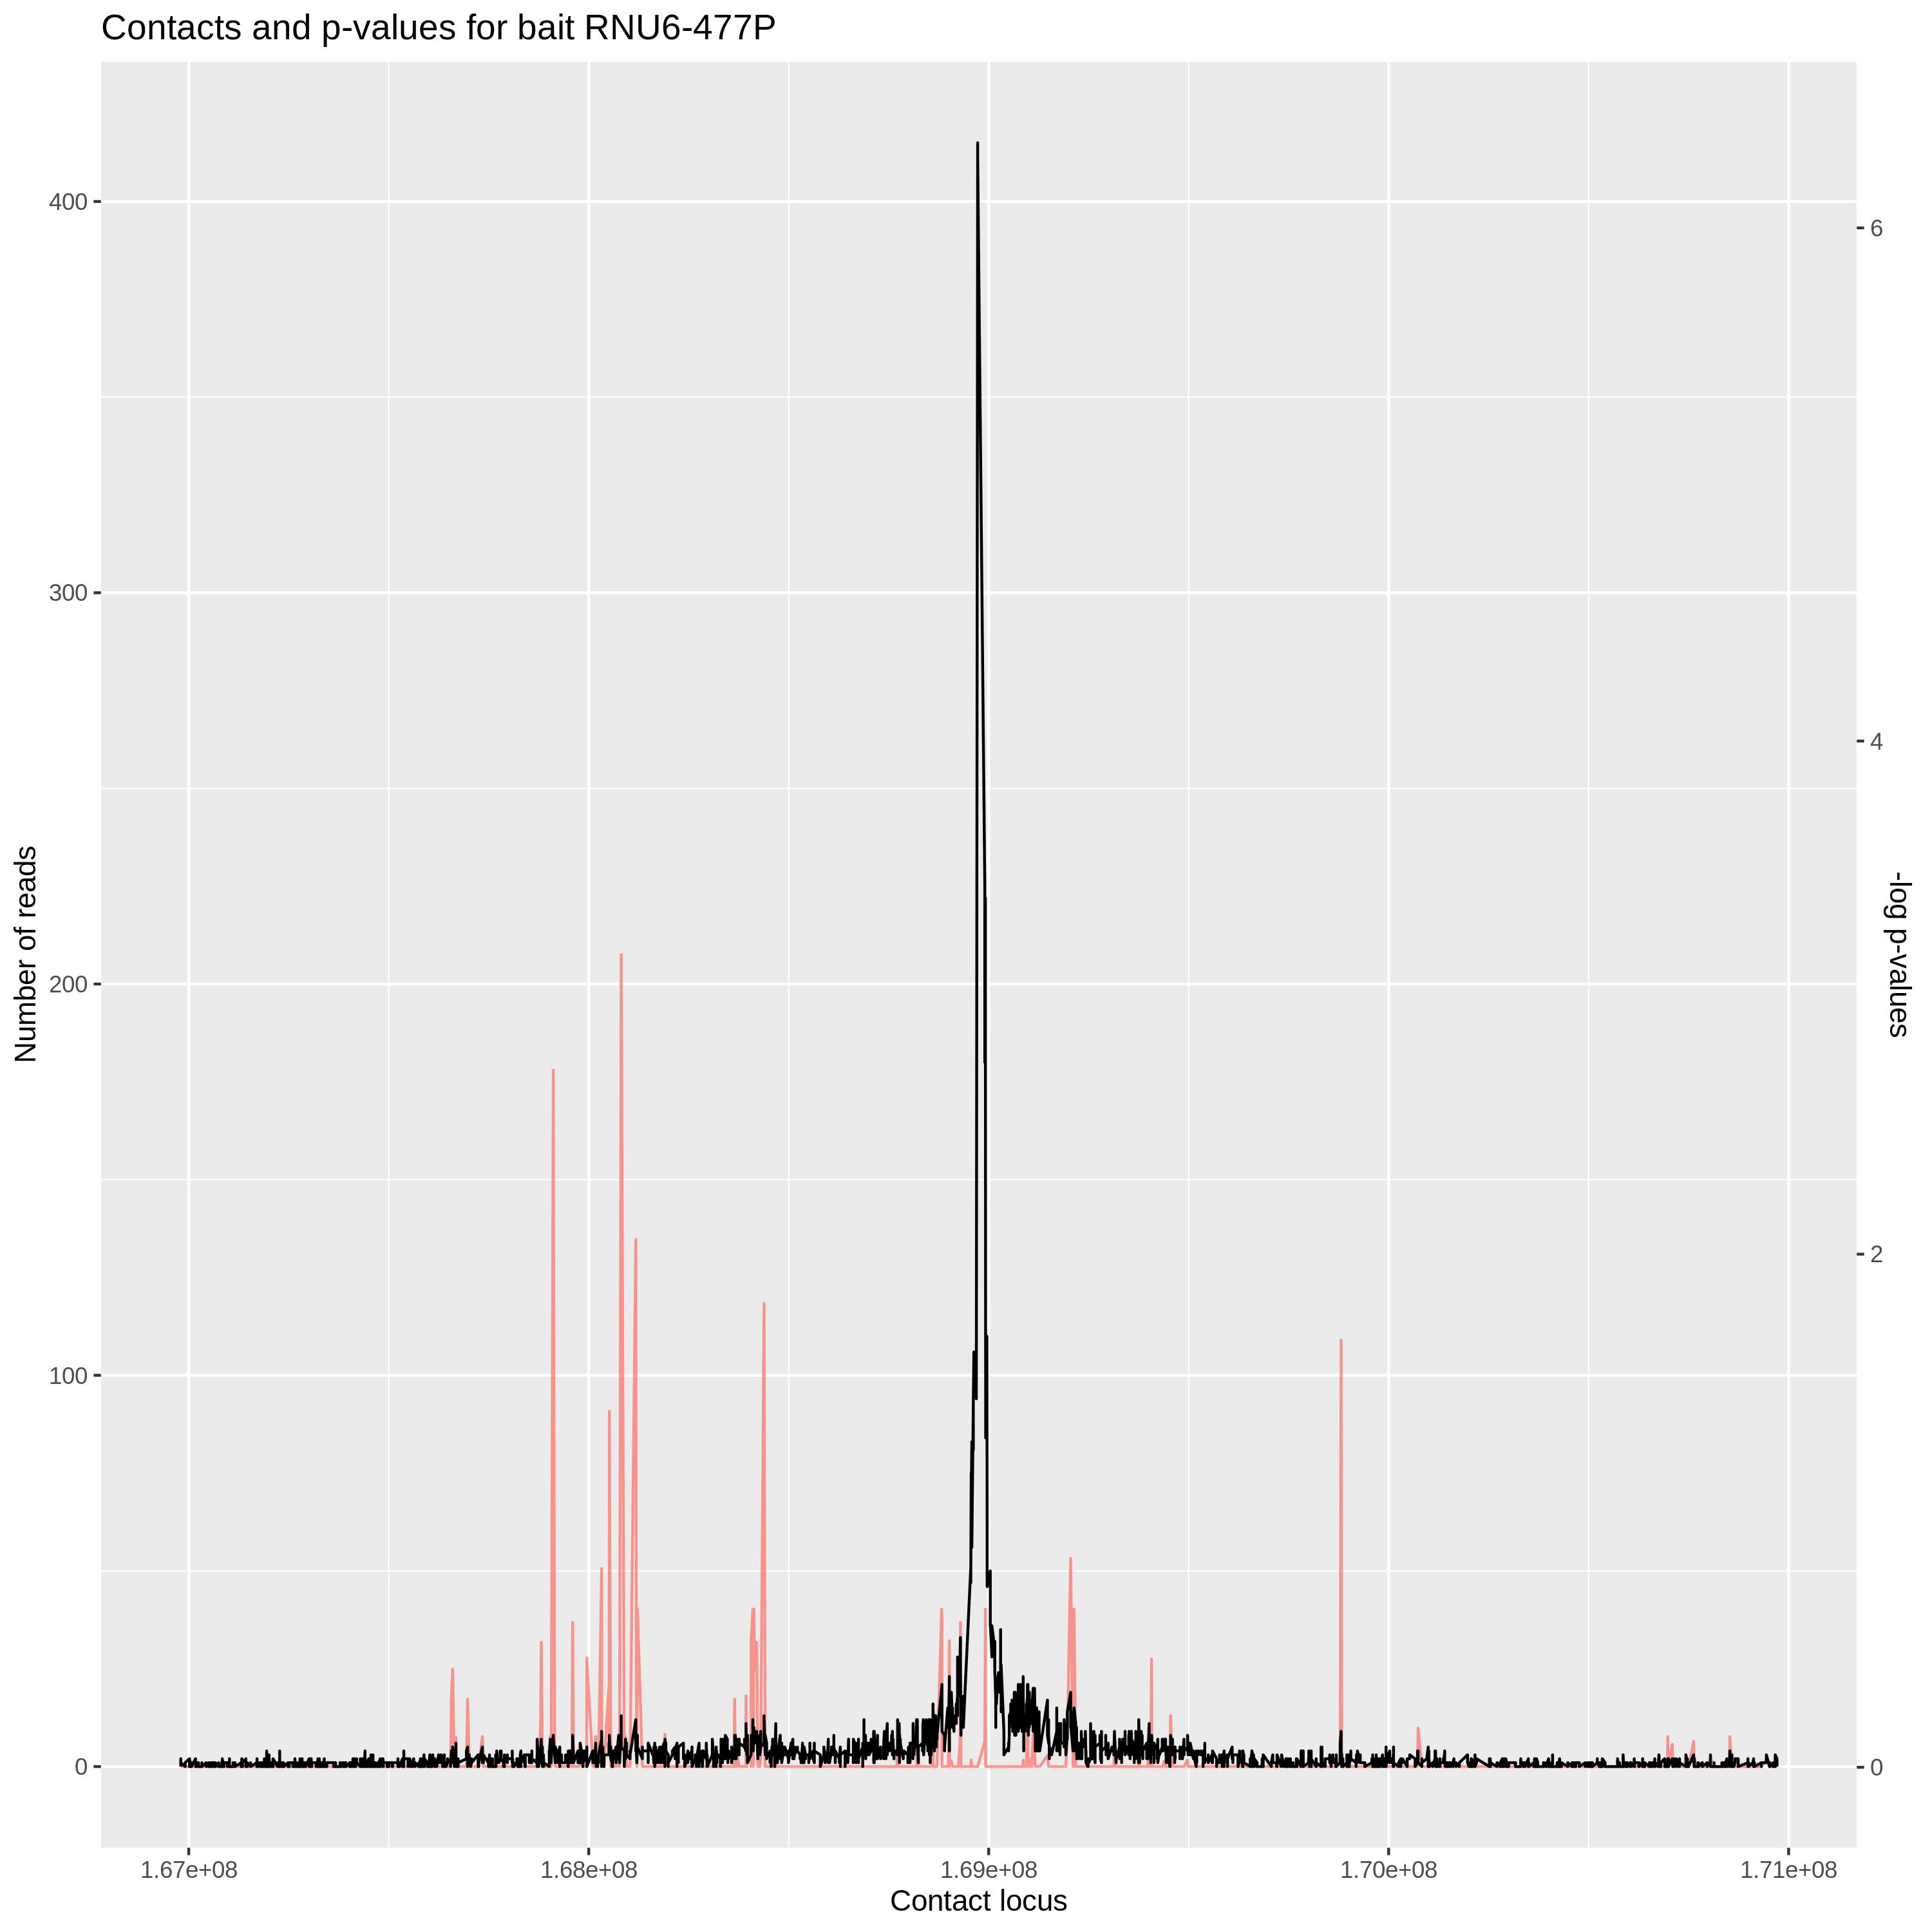 Contacts and p-values for bait RNU6-477P
400
300
200
100
0
Number of reads
6
4
2
0
-log p-values
1.67e+08
1.68e+08
1.69e+08
1.70e+08
1.71e+08
Contact locus